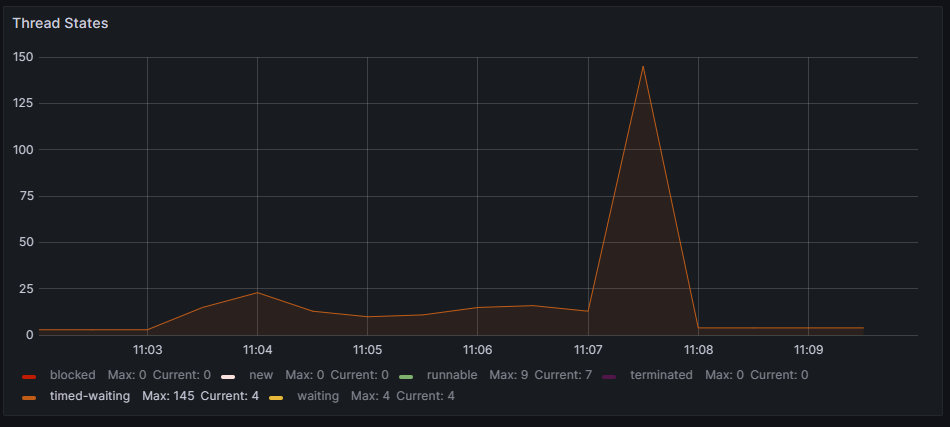 Thread States
150
125
100
75
50
25
0
11:03 11:04 11:05 11:06 11:07 11:08 11:09
blocked Max: 0 Current: 0 new Max: 0 Current: 0 runnable Max: 9 Current: 7 terminated Max: 0 Current: 0
timed-waiting Max: 145 Current: 4 waiting Max: 4 Current: 4